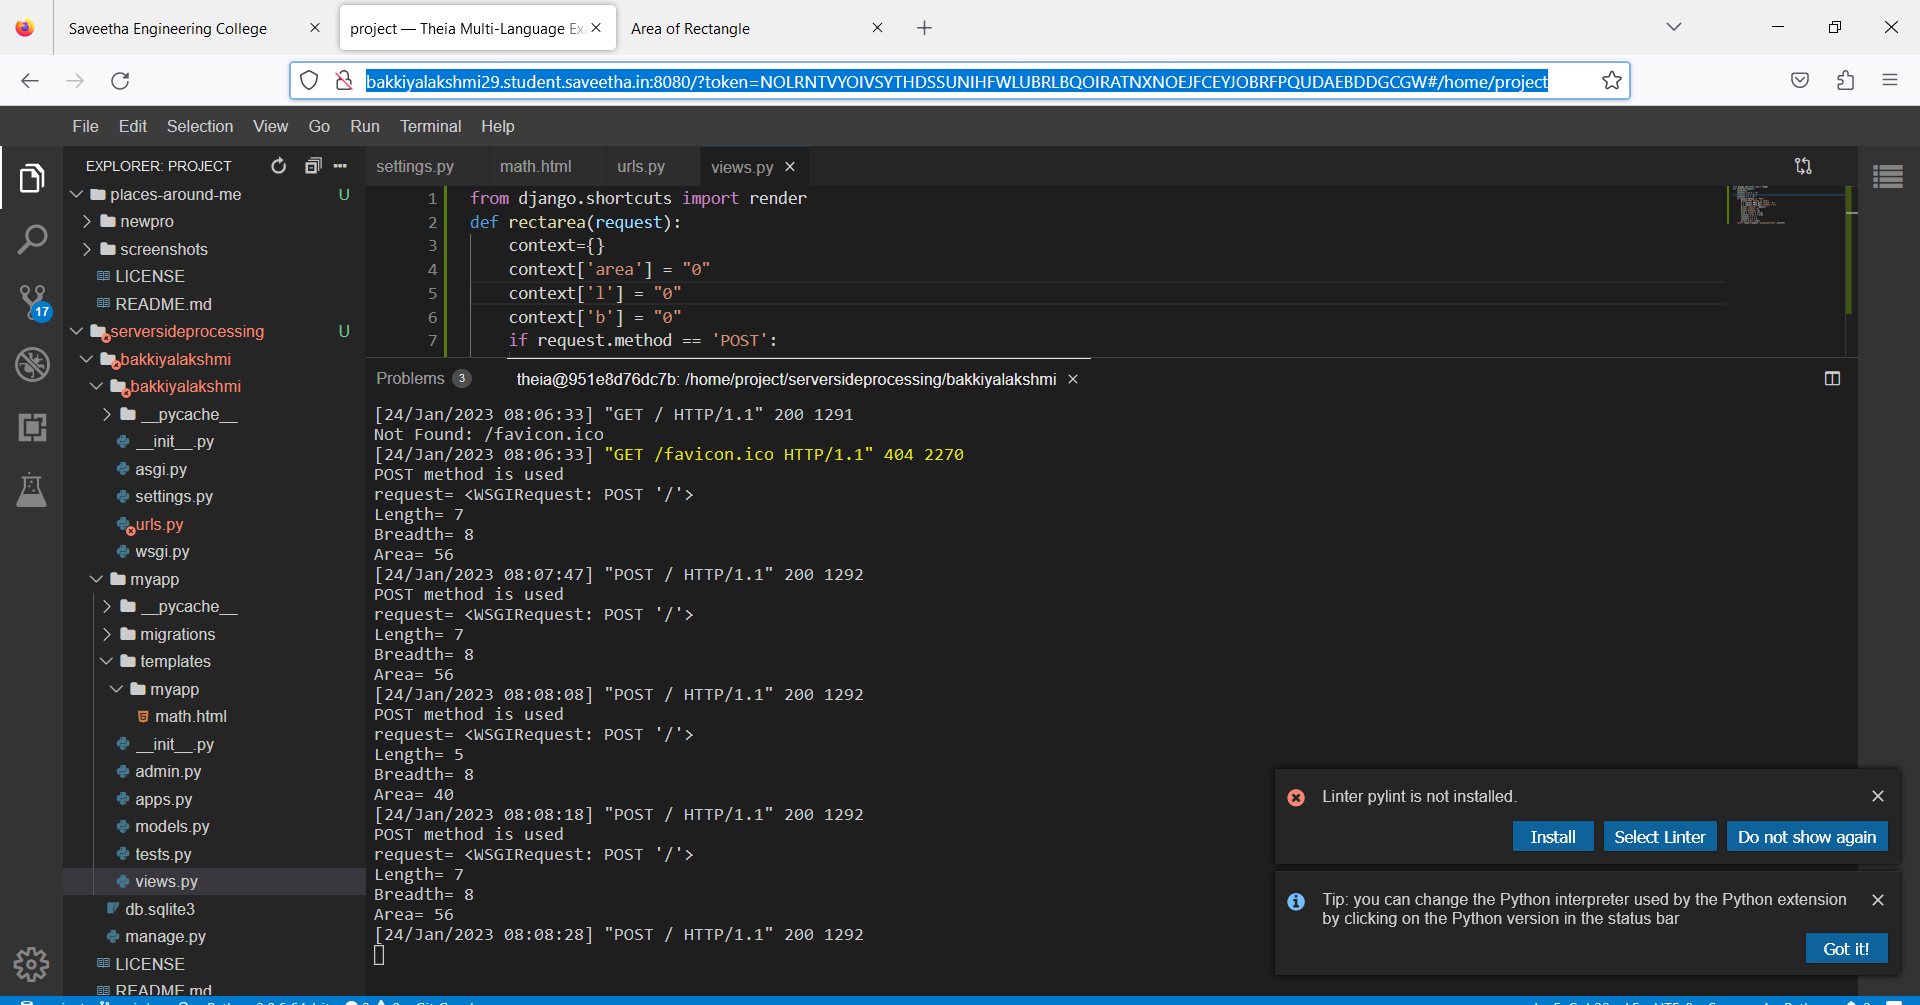 Saveetha Engineering College
project — Theia Multi-Language Ex
Area of Rectangle
bakkiyalakshmi29.student.saveetha.in:8080/?token=NOLRNTVYOIVSYTHDSSUNIHFWLUBRLBQOIRATNXNOEJFCEYJOBRFPQUDAEBDDGCGW#/home/project
File Edit Selection View Go Run Terminal Help
EXPLORER: PROJECT
places-around-me U
newpro
screenshots
LICENSE
README.md
17
serversideprocessing U
bakkiyalakshmi
bakkiyalakshmi
__pycache__
__init__.py
asgi.py
settings.py
urls.py
wsgi.py
myapp
__pycache__
migrations
templates
myapp
math.html
__init__.py
admin.py
apps.py
models.py
tests.py
views.py
db.sqlite3
manage.py
LICENSE
README.md
settings.py math.html urls.py views.py
1 from django.shortcuts import render
2 def rectarea(request):
3 context={}
4 context['area'] = "0"
5 context['l'] = "0"
6 context['b'] = "0"
7 if request.method == 'POST':
Problems 3 theia@951e8d76dc7b: /home/project/serversideprocessing/bakkiyalakshmi
[24/Jan/2023 08:06:33] "GET / HTTP/1.1" 200 1291
Not Found: /favicon.ico
[24/Jan/2023 08:06:33] "GET /favicon.ico HTTP/1.1" 404 2270
POST method is used
request= <WSGIRequest: POST '/'>
Length= 7
Breadth= 8
Area= 56
[24/Jan/2023 08:07:47] "POST / HTTP/1.1" 200 1292
POST method is used
request= <WSGIRequest: POST '/'>
Length= 7
Breadth= 8
Area= 56
[24/Jan/2023 08:08:08] "POST / HTTP/1.1" 200 1292
POST method is used
request= <WSGIRequest: POST '/'>
Length= 5
Breadth= 8
Area= 40
[24/Jan/2023 08:08:18] "POST / HTTP/1.1" 200 1292
POST method is used
request= <WSGIRequest: POST '/'>
Length= 7
Breadth= 8
Area= 56
[24/Jan/2023 08:08:28] "POST / HTTP/1.1" 200 1292
Linter pylint is not installed.
Install Select Linter Do not show again
Tip: you can change the Python interpreter used by the Python extension
by clicking on the Python version in the status bar
Got it!